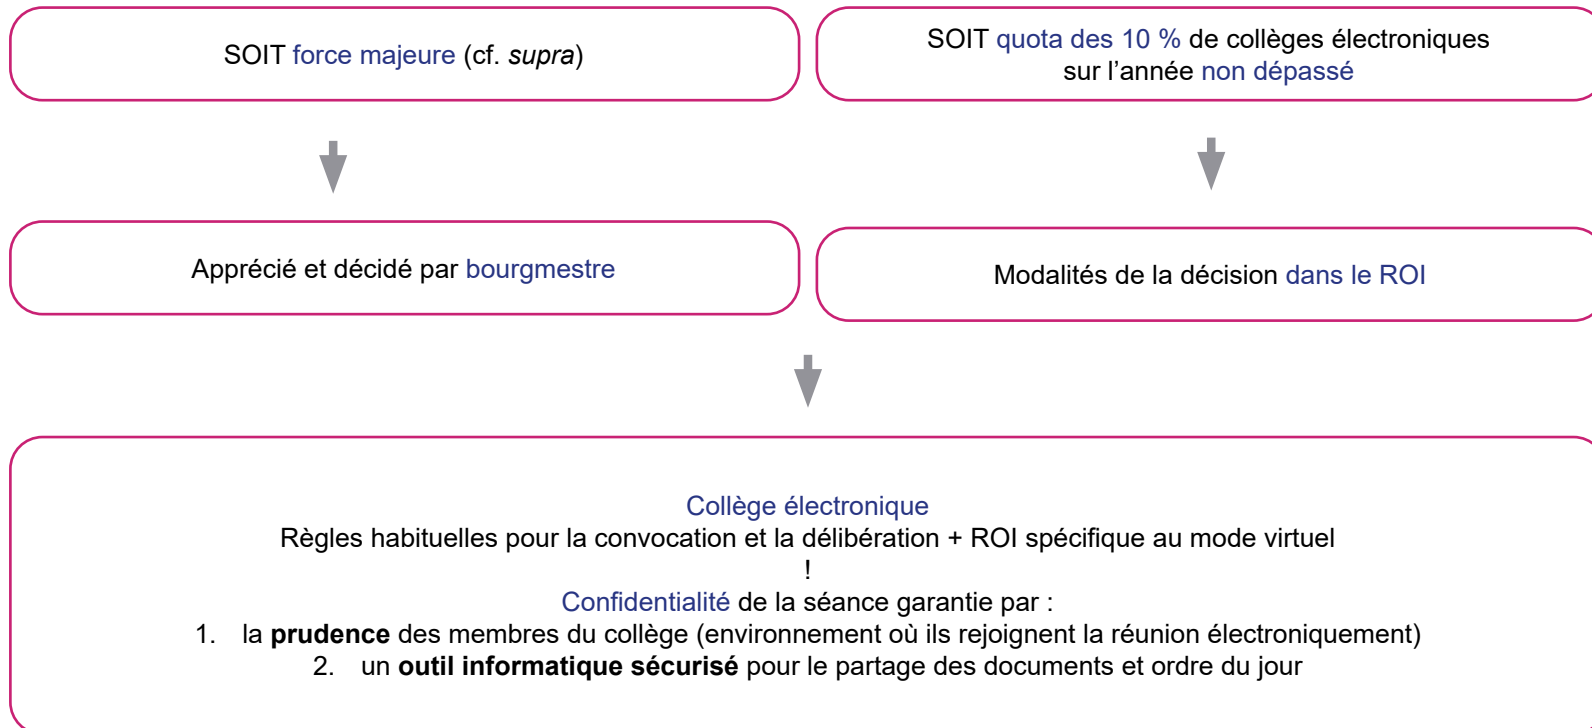 SOIT force majeure (cf. supra)
SOIT quota des 10 % de collèges électroniques
sur l’année non dépassé
Apprécié et décidé par bourgmestre
Modalités de la décision dans le ROI
Collège électronique
Règles habituelles pour la convocation et la délibération + ROI spécifique au mode virtuel
!
Confidentialité de la séance garantie par :
1. la prudence des membres du collège (environnement où ils rejoignent la réunion électroniquement)
2. un outil informatique sécurisé pour le partage des documents et ordre du jour